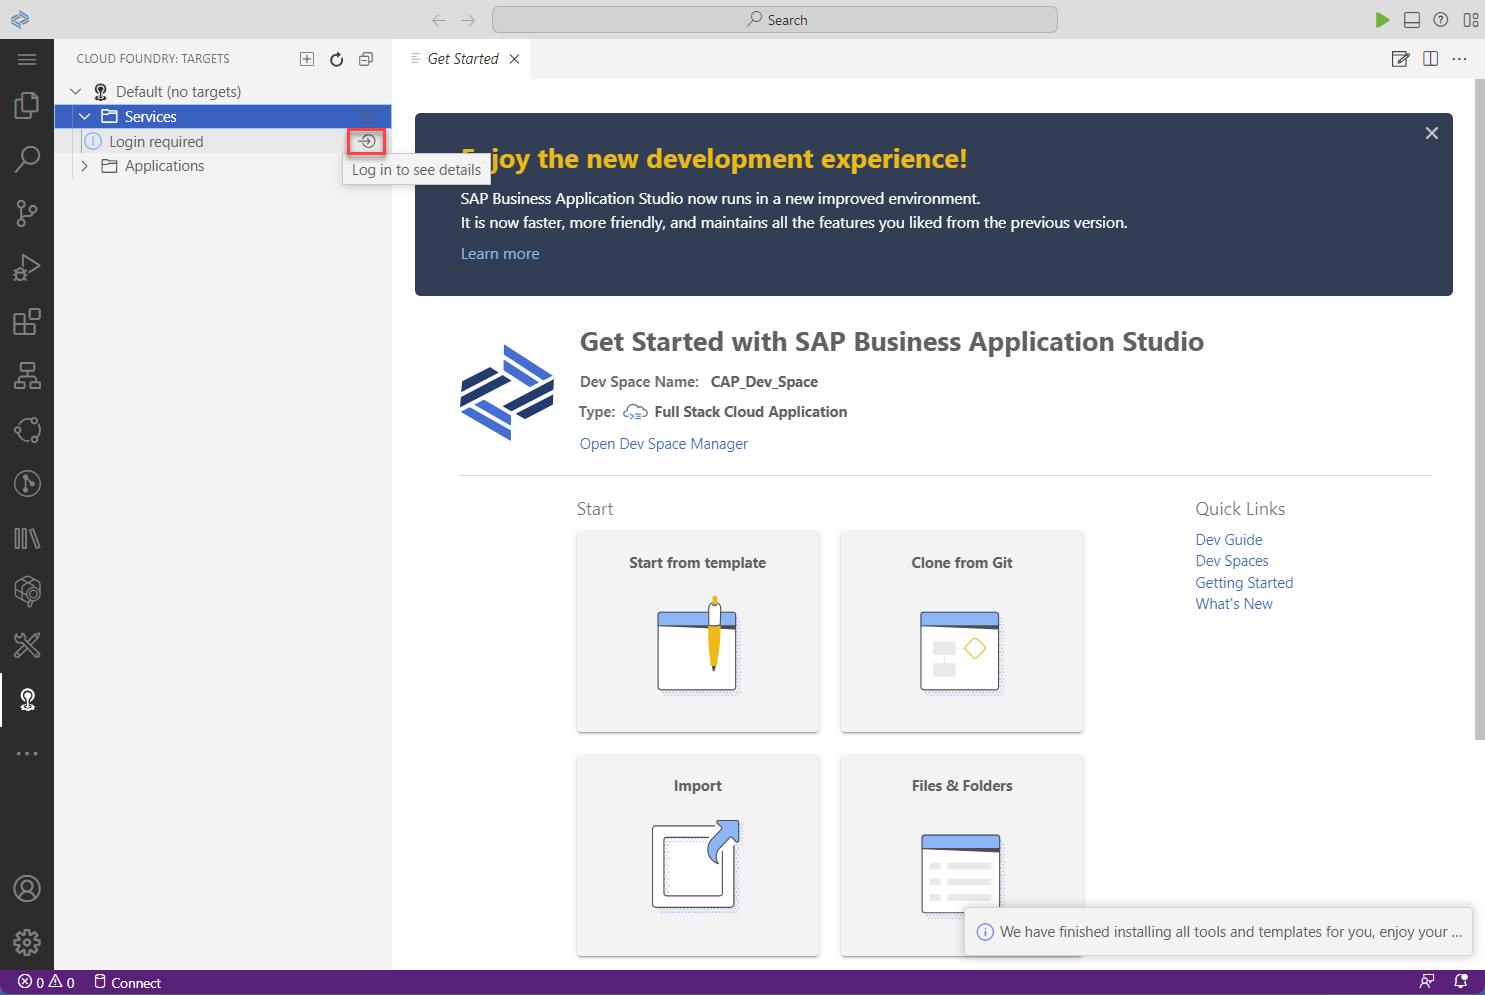 Search
CLOUD FOUNDRY: TARGETS
Get Started
Default (no targets)
Services
Login required
Applications
Log in to see details
Enjoy the new development experience!
SAP Business Application Studio now runs in a new improved environment.
It is now faster, more friendly, and maintains all the features you liked from the previous version.
Learn more
Get Started with SAP Business Application Studio
Dev Space Name: CAP_Dev_Space
Type: Full Stack Cloud Application
Open Dev Space Manager
Start
Start from template
Clone from Git
Import
Files & Folders
Quick Links
Dev Guide
Dev Spaces
Getting Started
What's New
We have finished installing all tools and templates for you, enjoy your ...
0 0 Connect